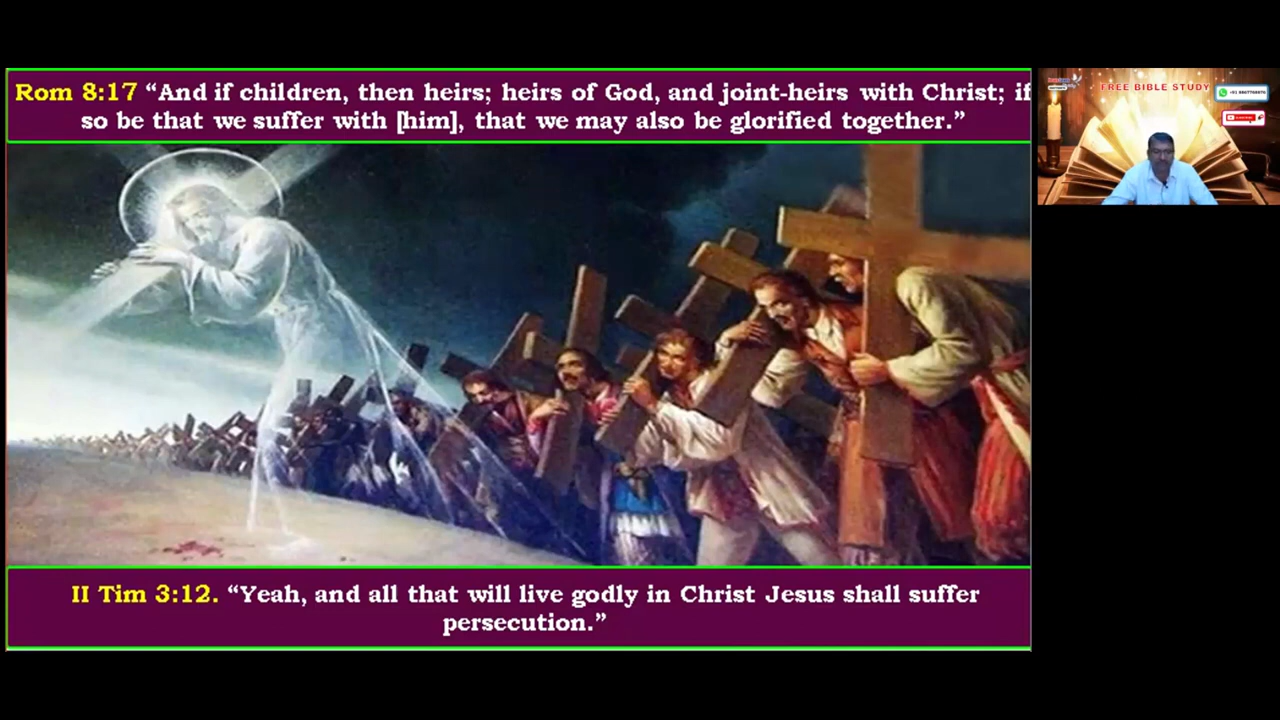 Rom 8:17 “And if children, then heirs; heirs of God, and joint-heirs with Christ; if
so be that we suffer with [him], that we may also be glorified together.”
FREE BIBLE STUDY
II Tim 3:12. “Yeah, and all that will live godly in Christ Jesus shall suffer
persecution.”